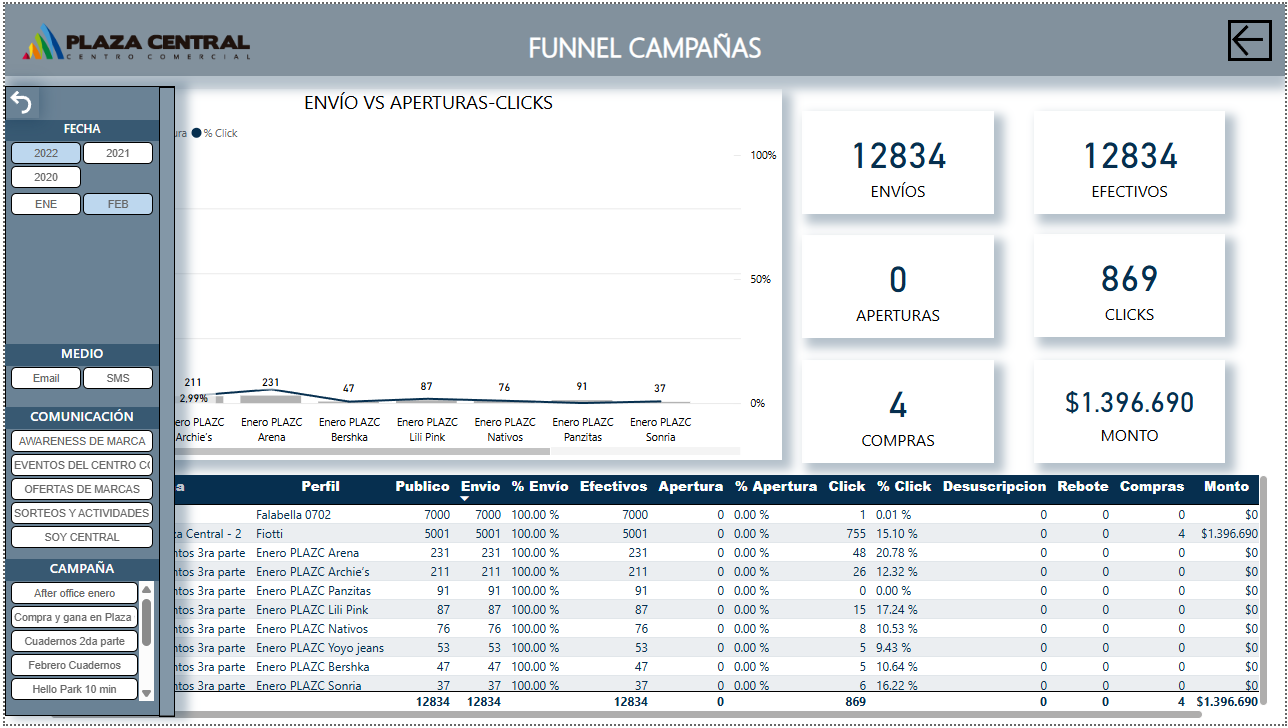 PLAZA CENTRAL
CENTRO COMERCIAL
FUNNEL CAMPAÑAS
FECHA
2022 2021
2020
ENE FEB
MEDIO
Email SMS
COMUNICACIÓN
AWARENESS DE MARCA
EVENTOS DEL CENTRO CO
OFERTAS DE MARCAS
SORTEOS Y ACTIVIDADES
SOY CENTRAL
CAMPAÑA
After office enero
Compra y gana en Plaza
Cuadernos 2da parte
Febrero Cuadernos
Hello Park 10 min
ENVÍO VS APERTURAS-CLICKS
ura % Click
100%
50%
0%
211 231 47 87 76 91 37
2,99%
ero PLAZC Enero PLAZC Enero PLAZC Enero PLAZC Enero PLAZC Enero PLAZC Enero PLAZC
Archie's Arena Bershka Lili Pink Nativos Panzitas Sonria
12834
ENVÍOS
12834
EFECTIVOS
0
APERTURAS
869
CLICKS
4
COMPRAS
$1.396.690
MONTO
a Perfil Publico Envio % Envío Efectivos Apertura % Apertura Click % Click Desuscripcion Rebote Compras Monto
Falabella 0702 7000 7000 100.00 % 7000 0 0.00 % 1 0.01 % 0 0 0 $0
za Central - 2 Fiotti 5001 5001 100.00 % 5001 0 0.00 % 755 15.10 % 0 0 4 $1.396.690
ntos 3ra parte Enero PLAZC Arena 231 231 100.00 % 231 0 0.00 % 48 20.78 % 0 0 0 $0
ntos 3ra parte Enero PLAZC Archie's 211 211 100.00 % 211 0 0.00 % 26 12.32 % 0 0 0 $0
ntos 3ra parte Enero PLAZC Panzitas 91 91 100.00 % 91 0 0.00 % 0 0.00 % 0 0 0 $0
ntos 3ra parte Enero PLAZC Lili Pink 87 87 100.00 % 87 0 0.00 % 15 17.24 % 0 0 0 $0
ntos 3ra parte Enero PLAZC Nativos 76 76 100.00 % 76 0 0.00 % 8 10.53 % 0 0 0 $0
ntos 3ra parte Enero PLAZC Yoyo jeans 53 53 100.00 % 53 0 0.00 % 5 9.43 % 0 0 0 $0
ntos 3ra parte Enero PLAZC Bershka 47 47 100.00 % 47 0 0.00 % 5 10.64 % 0 0 0 $0
ntos 3ra parte Enero PLAZC Sonria 37 37 100.00 % 37 0 0.00 % 6 16.22 % 0 0 0 $0
12834 12834 12834 0 869 0 0 4 $1.396.690